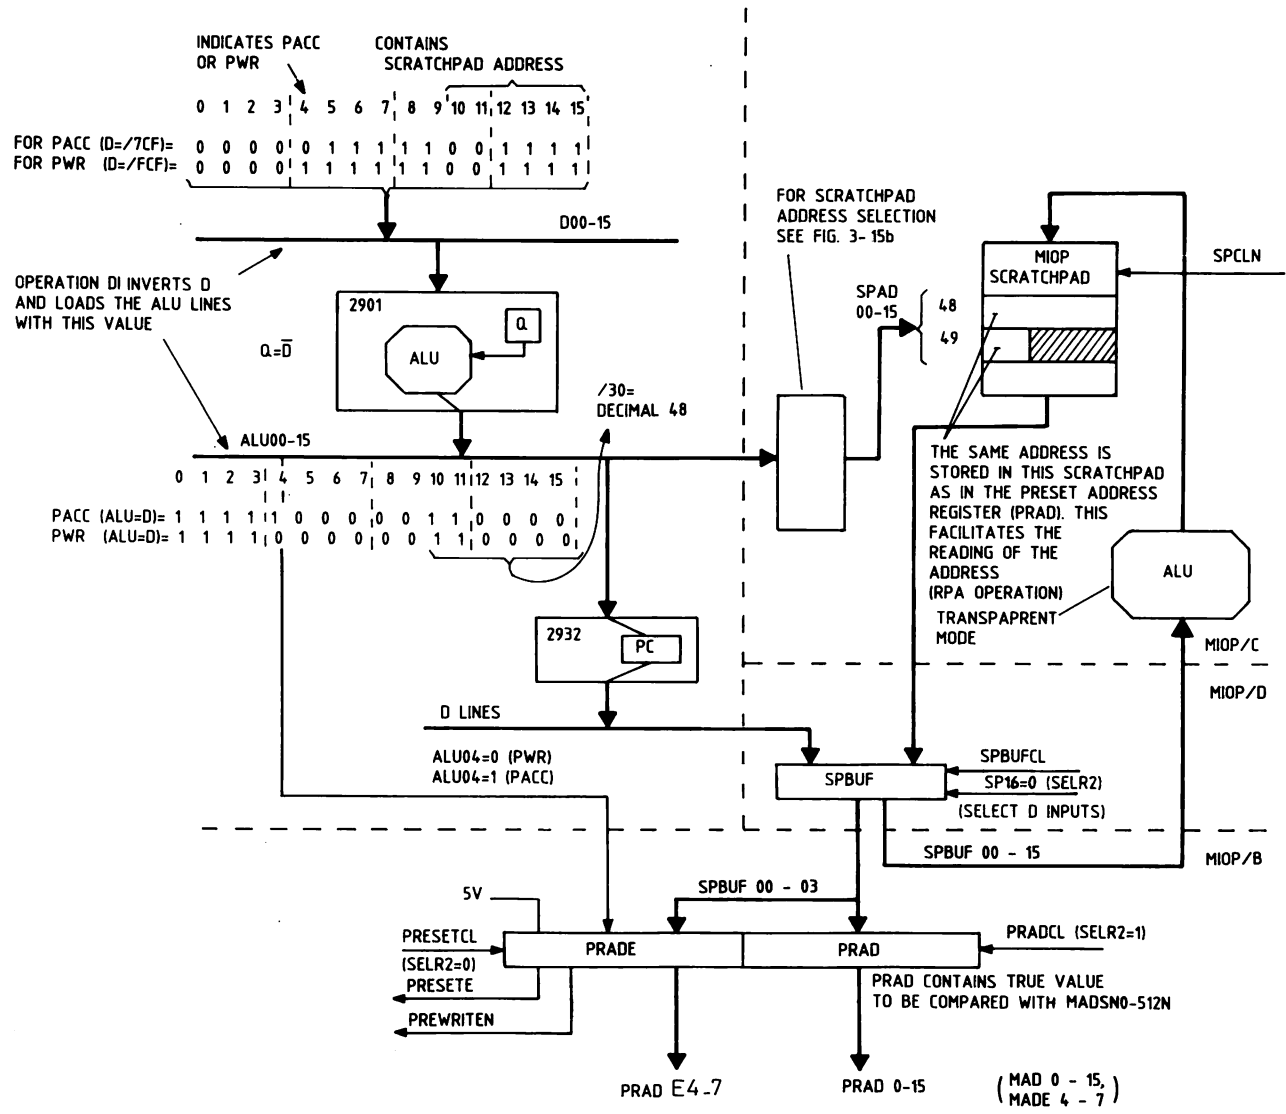 INDICATES PACC
OR PWR
CONTAINS
SCRATCHPAD ADDRESS
0 1 2 3 4 5 6 7 8 9 10 11 12 13 14 15
FOR PACC (D=/7CF)= 0 0 0 0 0 1 1 1 1 1 0 0 1 1 1 1
FOR PWR (D=/FCF)= 0 0 0 0 1 1 1 1 1 1 0 0 1 1 1 1
D00-15
OPERATION DI INVERTS D
AND LOADS THE ALU LINES
WITH THIS VALUE
2901
Q
ALU
Q=D̅
/30=
DECIMAL 48
ALU00-15
0 1 2 3 4 5 6 7 8 9 10 11 12 13 14 15
PACC (ALU=D)= 1 1 1 1 1 0 0 0 0 0 1 1 0 0 0 0
PWR (ALU=D)= 1 1 1 1 0 0 0 0 0 0 1 1 0 0 0 0
2932
PC
D LINES
ALU04=0 (PWR)
ALU04=1 (PACC)
FOR SCRATCHPAD
ADDRESS SELECTION
SEE FIG. 3-15b
SPAD
00-15
48
49
MIOP
SCRATCHPAD
SPCLN
THE SAME ADDRESS IS
STORED IN THIS SCRATCHPAD
AS IN THE PRESET ADDRESS
REGISTER (PRAD). THIS
FACILITATES THE
READING OF THE
ADDRESS
(RPA OPERATION)
TRANSPAPRENT
MODE
ALU
MIOP/C
MIOP/D
SPBUF
SPBUFCL
SP16=0 (SELR2)
(SELECT D INPUTS)
SPBUF 00 - 15
MIOP/B
SPBUF 00 - 03
5V
PRESETCL
(SELR2=0)
PRESETE
PREWRITEN
PRADE
PRAD
PRADCL (SELR2=1)
PRAD CONTAINS TRUE VALUE
TO BE COMPARED WITH MADSN0-512N
PRAD E4-7
PRAD 0-15
(MAD 0 - 15,
MADE 4 - 7)